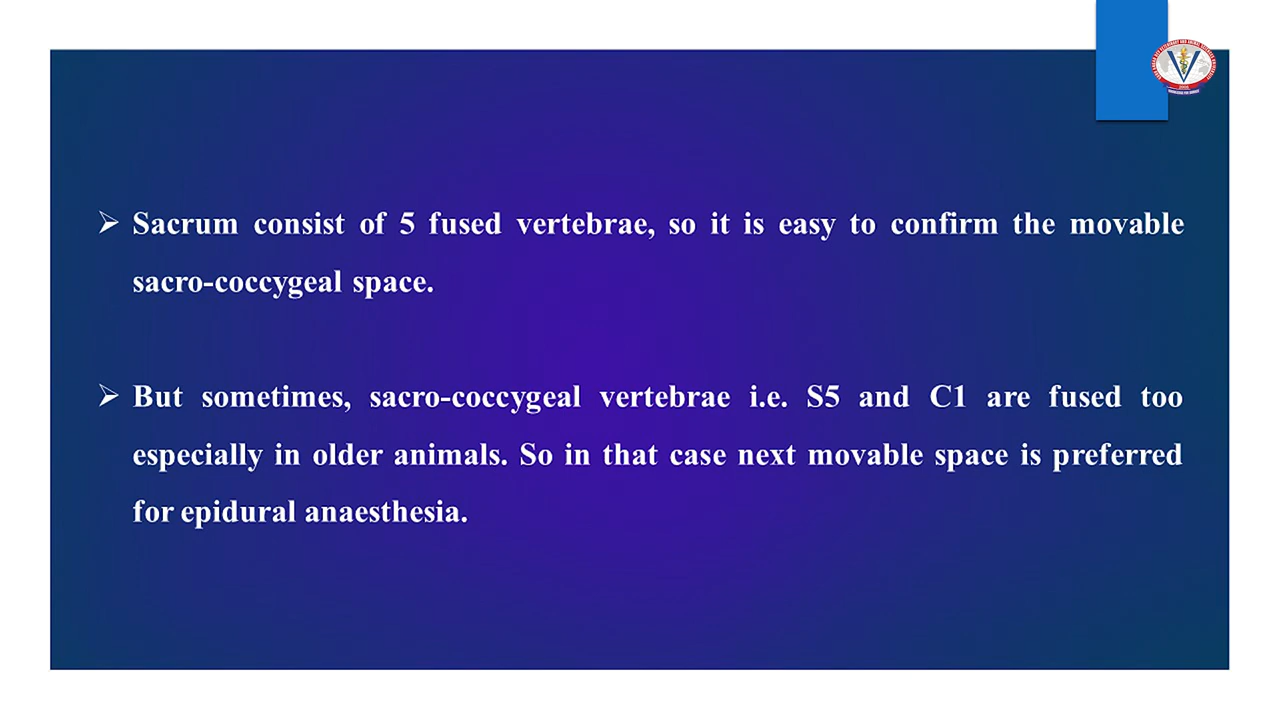 ➢ Sacrum consist of 5 fused vertebrae, so it is easy to confirm the movable
sacro-coccygeal space.
➢ But sometimes, sacro-coccygeal vertebrae i.e. S5 and C1 are fused too
especially in older animals. So in that case next movable space is preferred
for epidural anaesthesia.